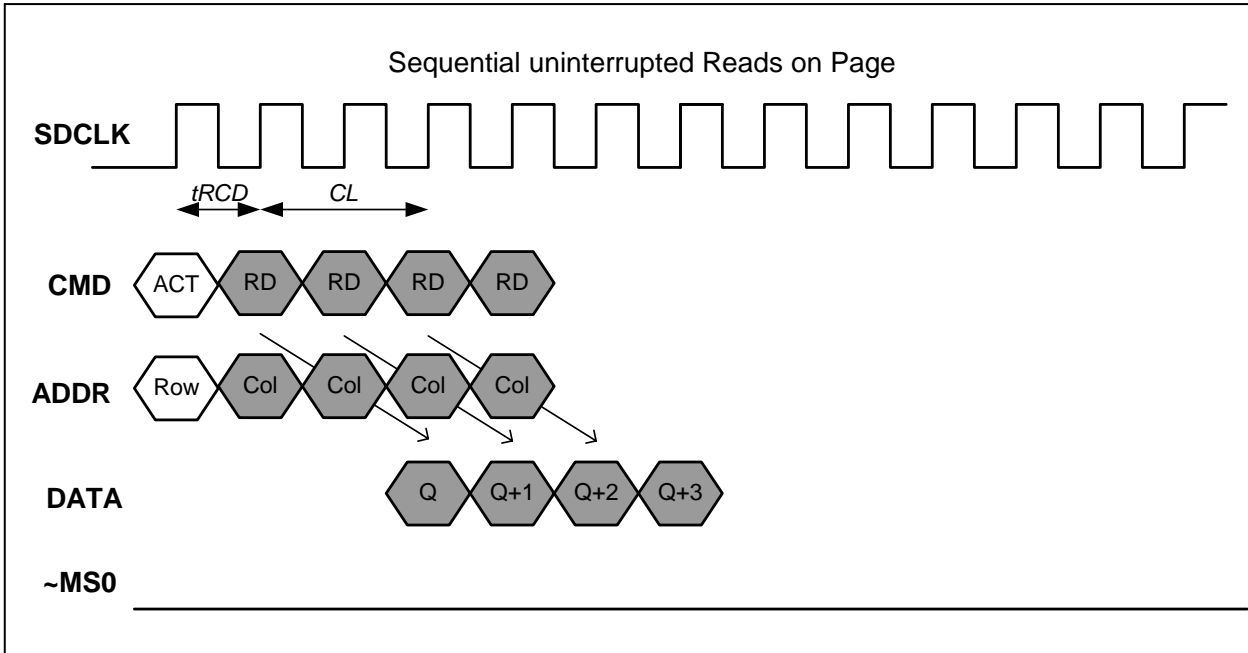 Sequential uninterrupted Reads on Page
SDCLK
tRCD CL
CMD ACT RD RD RD RD
ADDR Row Col Col Col Col
DATA Q Q+1 Q+2 Q+3
~MS0